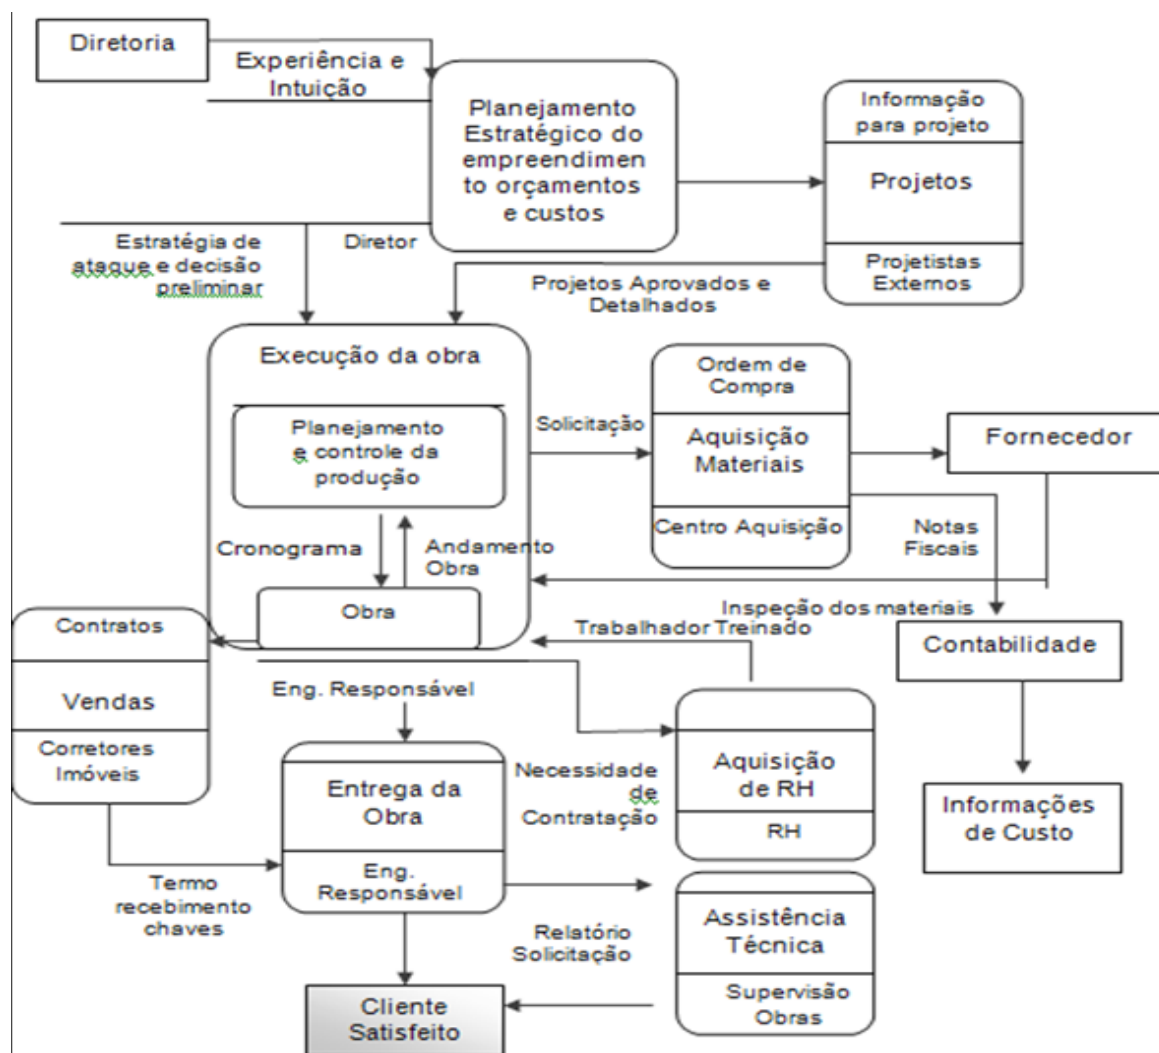 Diretoria
Experiência e
Intuição
Planejamento
Estratégico do
empreendimen
to orçamentos
e custos
Informação
para projeto
Projetos
Projetistas
Externos
Estratégia de
ataque e decisão
preliminar
Diretor
Projetos Aprovados e
Detalhados
Execução da obra
Planejamento
e controle da
produção
Cronograma
Andamento
Obra
Obra
Solicitação
Ordem de
Compra
Aquisição
Materiais
Centro Aquisição
Fornecedor
Notas
Fiscais
Inspeção dos materiais
Trabalhador Treinado
Contabilidade
Informações
de Custo
Contratos
Vendas
Corretores
Imóveis
Eng. Responsável
Entrega da
Obra
Eng.
Responsável
Necessidade
de
Contratação
Aquisição
de RH
RH
Termo
recebimento
chaves
Relatório
Solicitação
Assistência
Técnica
Supervisão
Obras
Cliente
Satisfeito